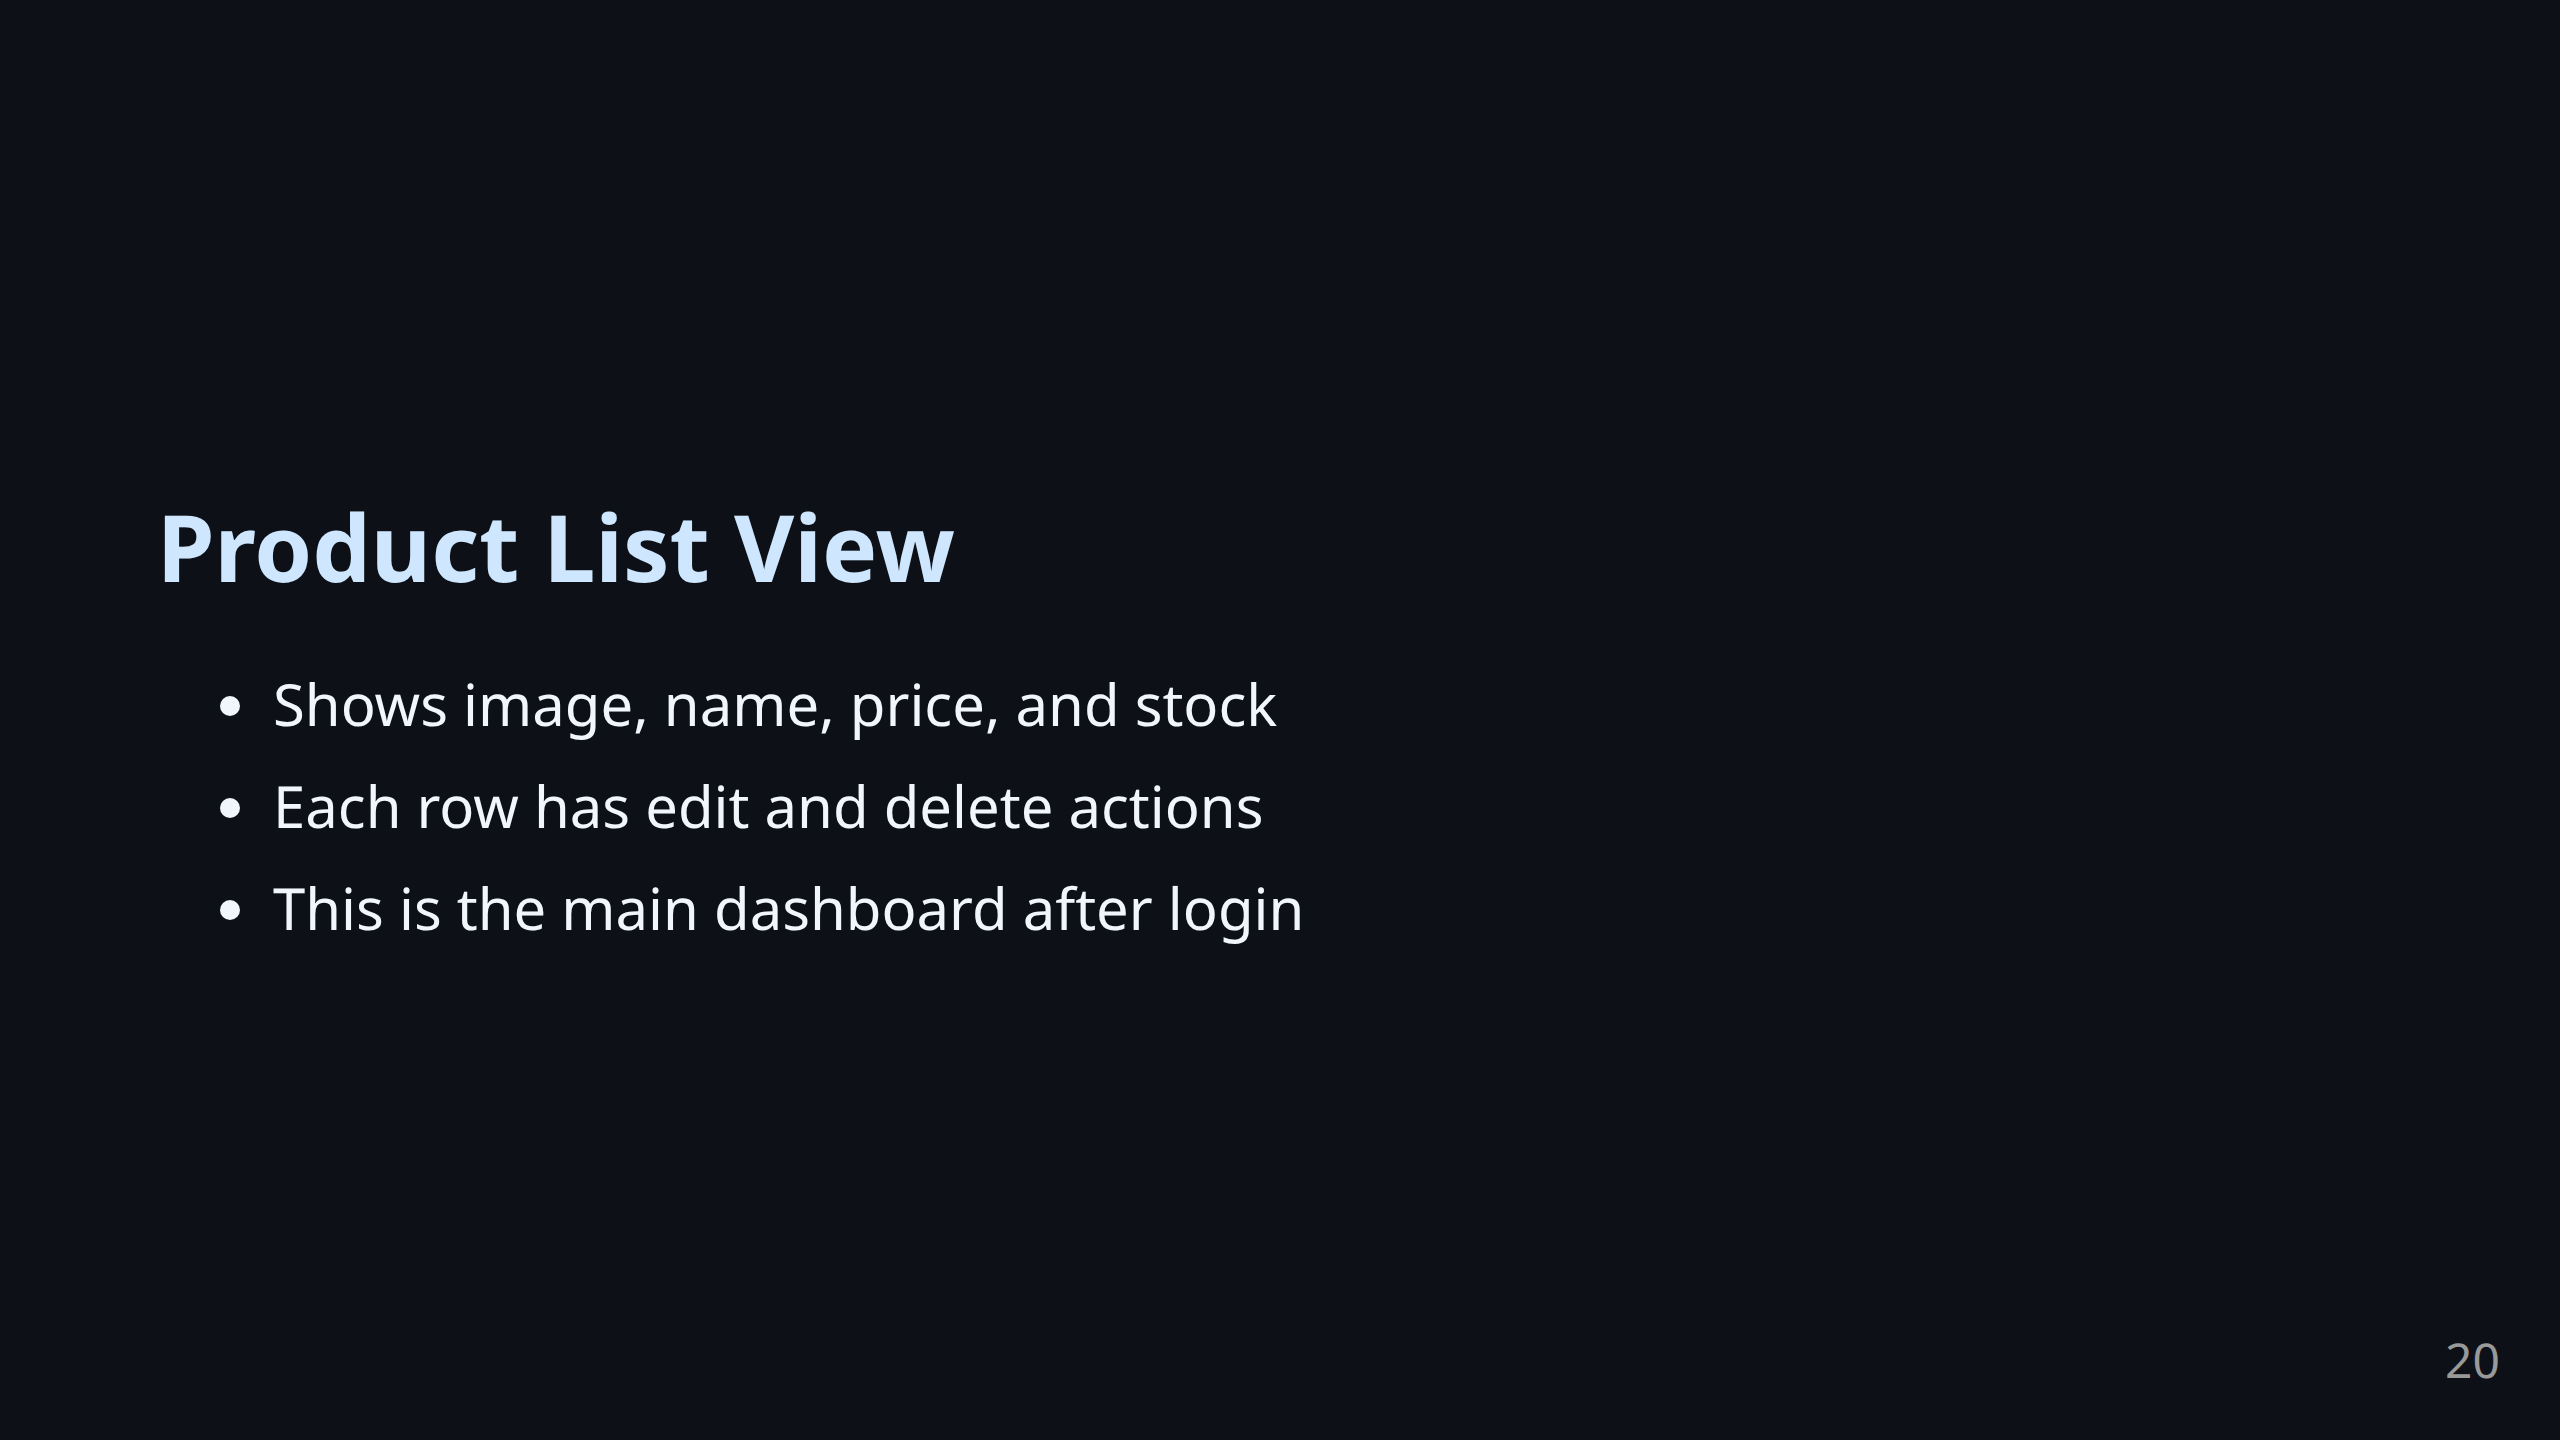 Product List View
• Shows image, name, price, and stock
• Each row has edit and delete actions
• This is the main dashboard after login
20